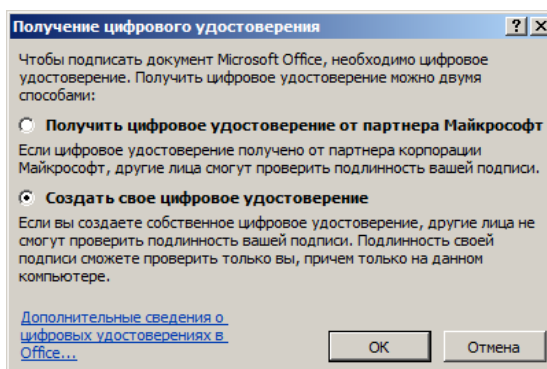 Получение цифрового удостоверения
Чтобы подписать документ Microsoft Office, необходимо цифровое
удостоверение. Получить цифровое удостоверение можно двумя
способами:
Получить цифровое удостоверение от партнера Майкрософт
Если цифровое удостоверение получено от партнера корпорации
Майкрософт, другие лица смогут проверить подлинность вашей подписи.
Создать свое цифровое удостоверение
Если вы создаете собственное цифровое удостоверение, другие лица не
смогут проверить подлинность вашей подписи. Подлинность своей
подписи сможете проверить только вы, причем только на данном
компьютере.
Дополнительные сведения о
цифровых удостоверениях в
Office...
ОК
Отмена